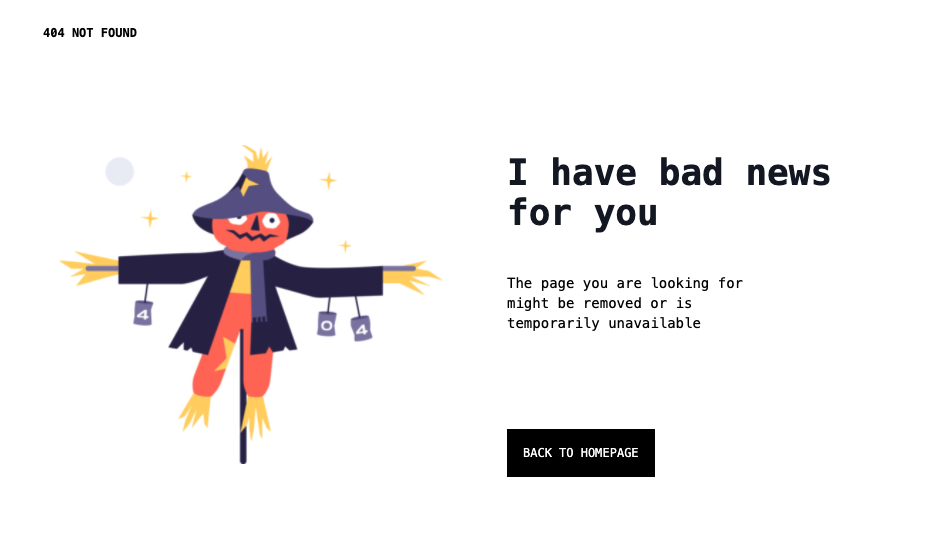 404 NOT FOUND
4
0
4
I have bad news
for you
The page you are looking for
might be removed or is
temporarily unavailable
BACK TO HOMEPAGE